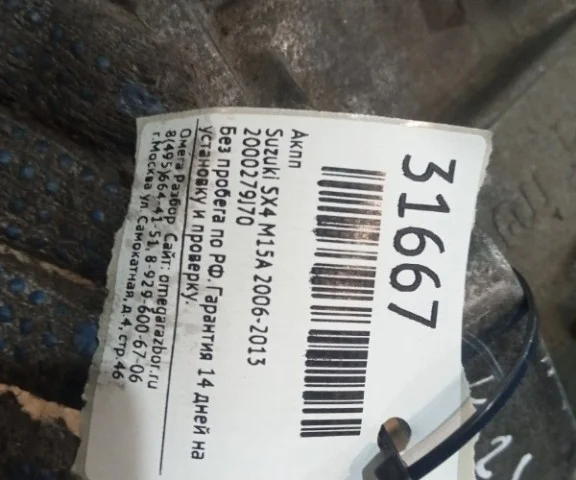 31667
Акпп
Suzuki SX4 M15A 2006-2013
2000279J70
Без пробега по РФ. Гарантия 14 дней на
установку и проверку.
Омега Разбор Сайт: omegarazbor.ru
8(495)664-41-51, 8-929-600-67-06
г.Москва ул. Самокатная, д.4, стр.46